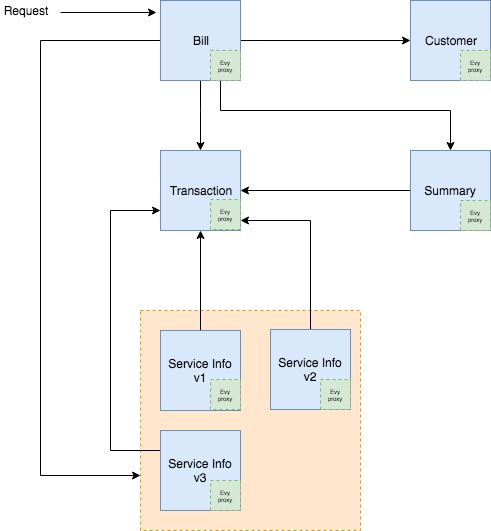 Request
Bill
Evy
proxy
Customer
Evy
proxy
Transaction
Evy
proxy
Summary
Evy
proxy
Service Info
v1
Evy
proxy
Service Info
v2
Evy
proxy
Service Info
v3
Evy
proxy